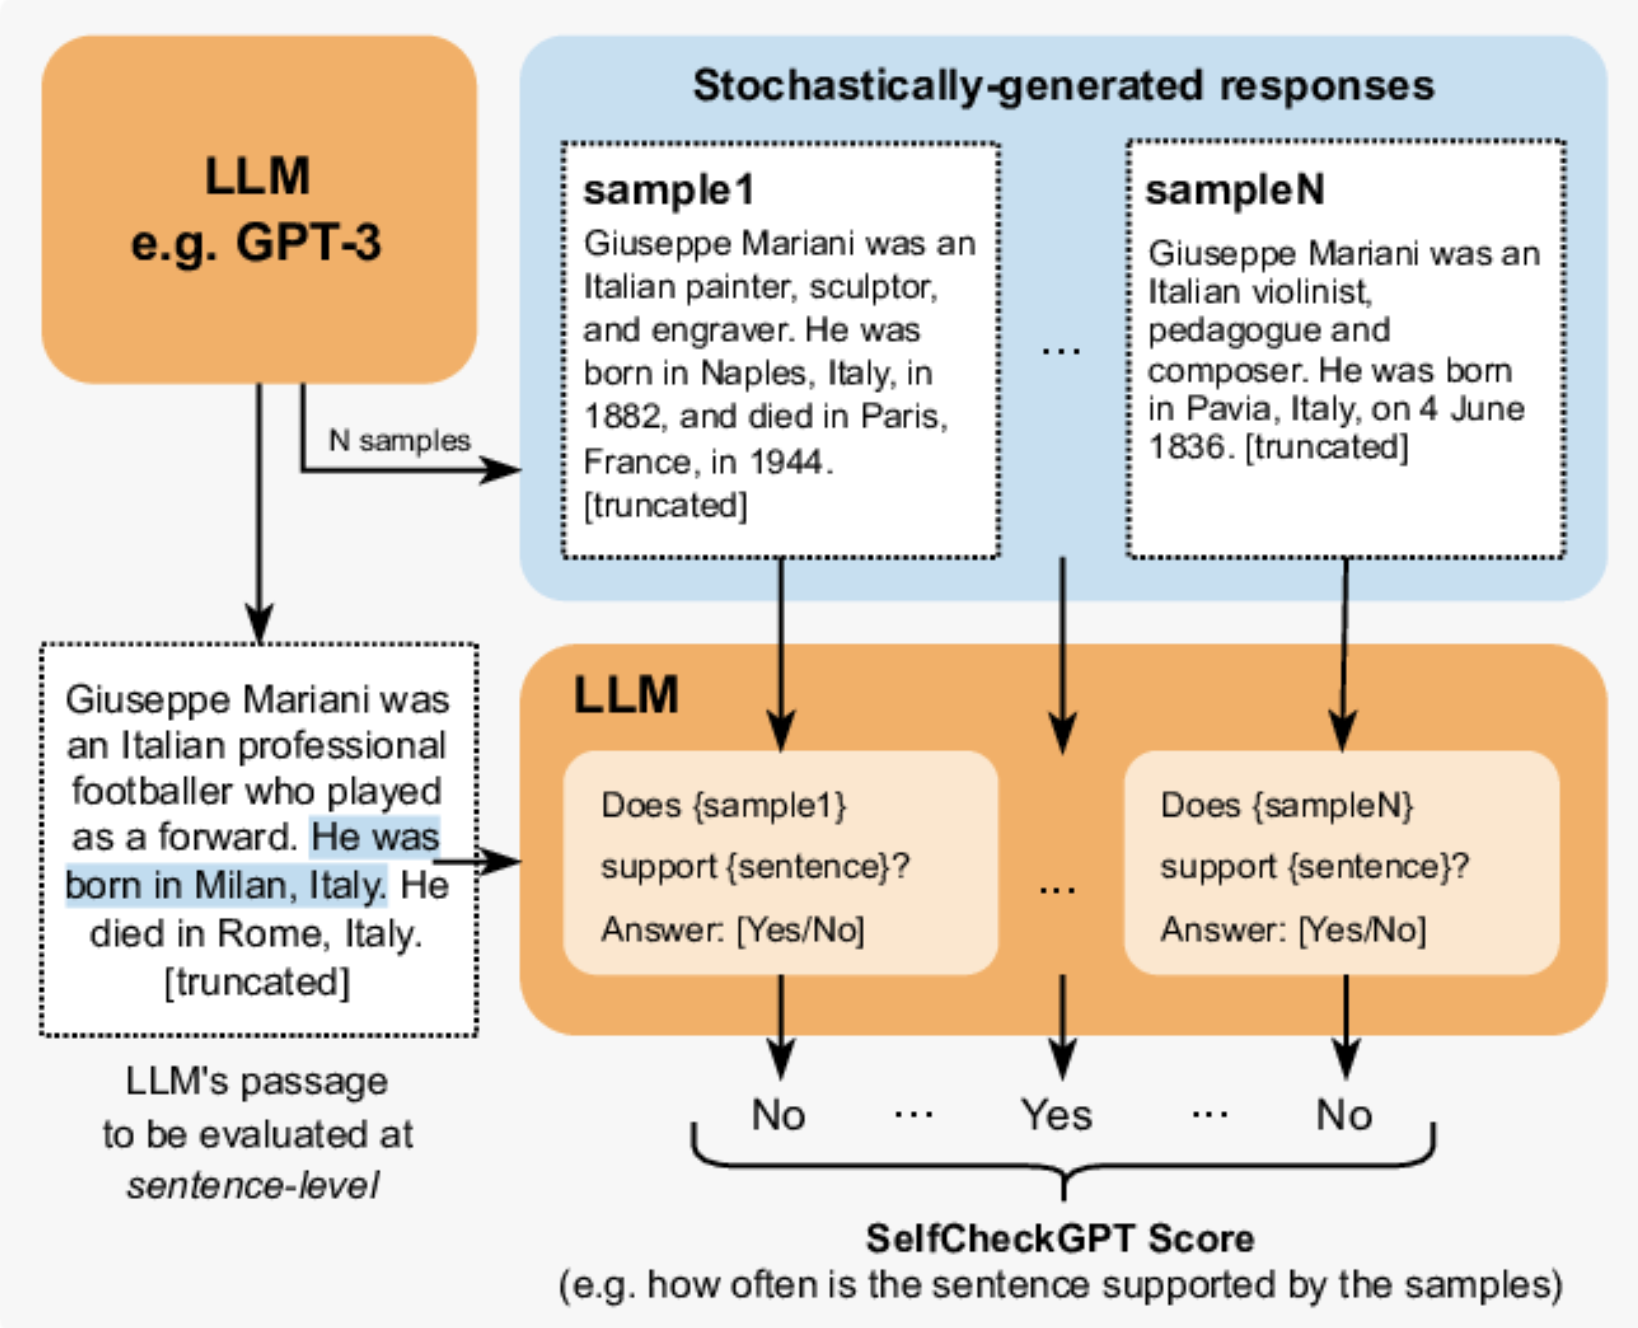 LLM
e.g. GPT-3
N samples
Stochastically-generated responses
sample1
Giuseppe Mariani was an
Italian painter, sculptor,
and engraver. He was
born in Naples, Italy, in
1882, and died in Paris,
France, in 1944.
[truncated]
...
sampleN
Giuseppe Mariani was an
Italian violinist,
pedagogue and
composer. He was born
in Pavia, Italy, on 4 June
1836. [truncated]
Giuseppe Mariani was
an Italian professional
footballer who played
as a forward. He was
born in Milan, Italy. He
died in Rome, Italy.
[truncated]
LLM's passage
to be evaluated at
sentence-level
LLM
Does {sample1}
support {sentence}?
Answer: [Yes/No]
...
Does {sampleN}
support {sentence}?
Answer: [Yes/No]
No ... Yes ... No
SelfCheckGPT Score
(e.g. how often is the sentence supported by the samples)